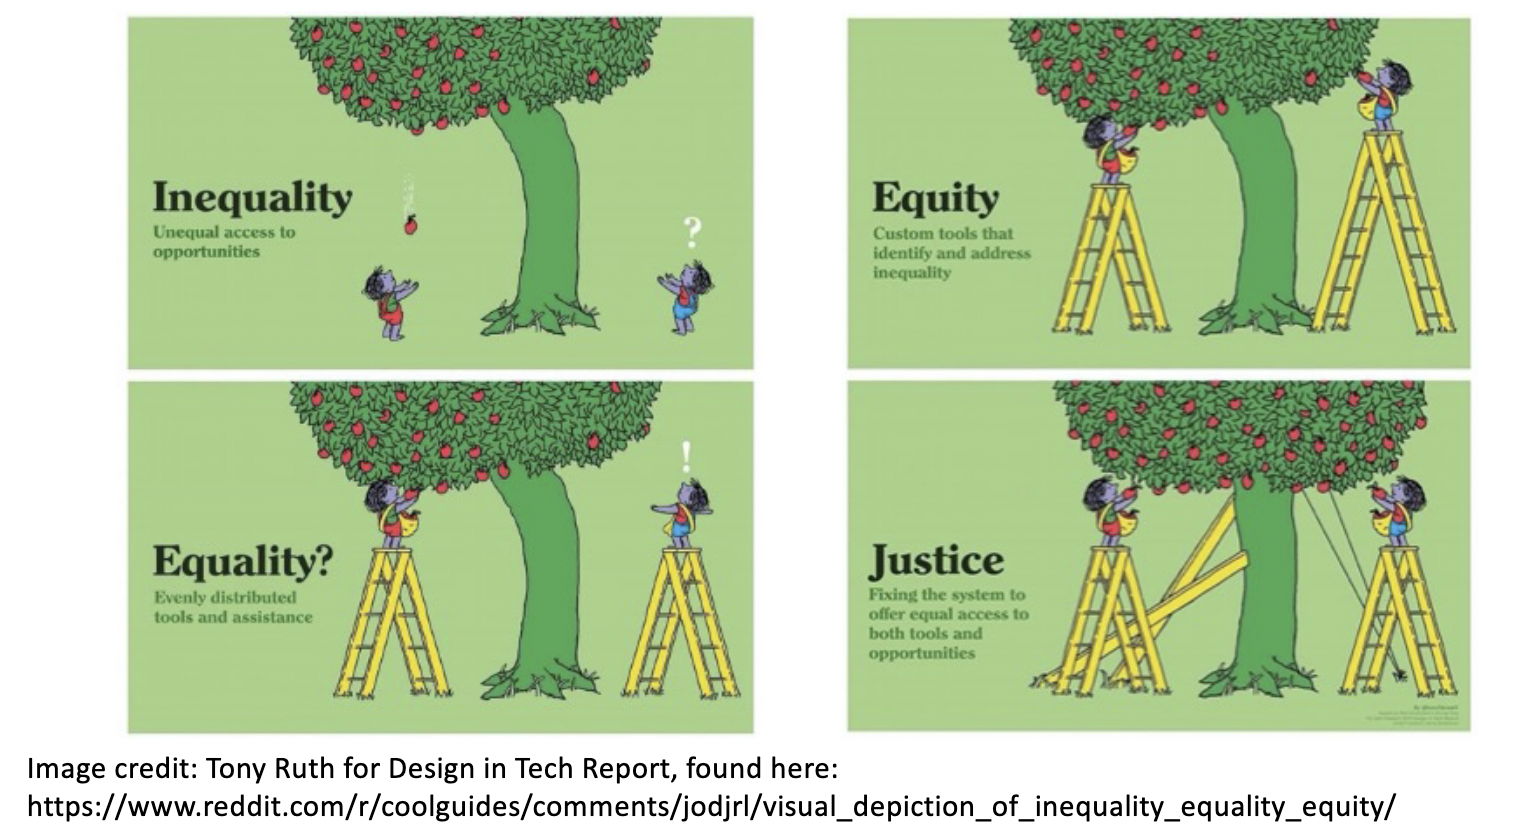 Inequality
Unequal access to
opportunities
?
Equity
Custom tools that
identify and address
inequality
Equality?
Evenly distributed
tools and assistance
!
Justice
Fixing the system to
offer equal access to
both tools and
opportunities
Image credit: Tony Ruth for Design in Tech Report, found here:
https://www.reddit.com/r/coolguides/comments/jodjrl/visual_depiction_of_inequality_equality_equity/